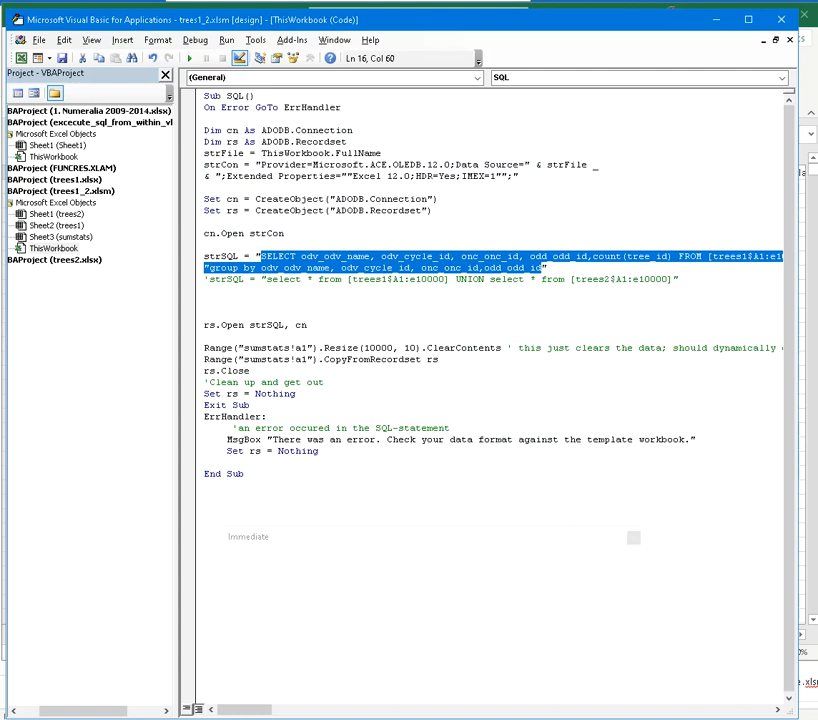 Microsoft Visual Basic for Applications - trees1_2.xlsm [design] - [ThisWorkbook (Code)]
File Edit View Insert Format Debug Run Tools Add-Ins Window Help
Ln 16, Col 60
Project - VBAProject
(General) SQL
BAProject (1. Numeralia 2009-2014.xlsx)
BAProject (excecute_sql_from_within_vl
Microsoft Excel Objects
Sheet1 (Sheet1)
ThisWorkbook
BAProject (FUNCRES.XLAM)
BAProject (trees1.xlsx)
BAProject (trees1_2.xlsm)
Microsoft Excel Objects
Sheet1 (trees2)
Sheet2 (trees1)
Sheet3 (sumstats)
ThisWorkbook
BAProject (trees2.xlsx)
Sub SQL()
On Error GoTo ErrHandler
Dim cn As ADODB.Connection
Dim rs As ADODB.Recordset
strFile = ThisWorkbook.FullName
strCon = "Provider=Microsoft.ACE.OLEDB.12.0;Data Source=" & strFile _
& ";Extended Properties=""Excel 12.0;HDR=Yes;IMEX=1"";"
Set cn = CreateObject("ADODB.Connection")
Set rs = CreateObject("ADODB.Recordset")
cn.Open strCon
strSQL = "SELECT odv_odv_name, odv_cycle_id, onc_onc_id, odd_odd_id,count(tree_id) FROM [trees1$A1:e10
"group by odv_odv_name, odv_cycle_id, onc_onc_id,odd_odd_id"
'strSQL = "select * from [trees1$A1:e10000] UNION select * from [trees2$A1:e10000]"
rs.Open strSQL, cn
Range("sumstats!a1").Resize(10000, 10).ClearContents ' this just clears the data; should dynamically
Range("sumstats!a1").CopyFromRecordset rs
rs.Close
'Clean up and get out
Set rs = Nothing
Exit Sub
ErrHandler:
'an error occured in the SQL-statement
MsgBox "There was an error. Check your data format against the template workbook."
Set rs = Nothing
End Sub
Immediate